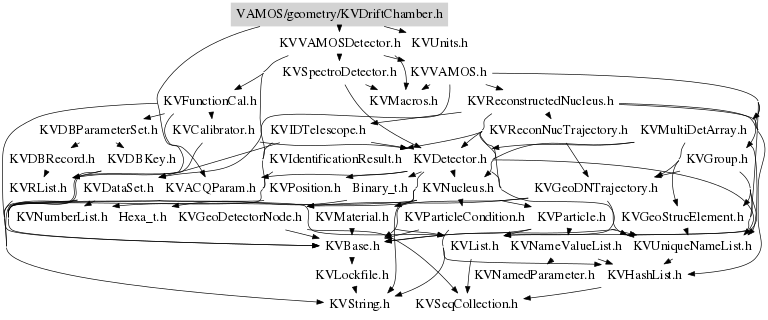 VAMOS/geometry/KVDriftChamber.h
KVVAMOSDetector.h KVUnits.h
KVSpectroDetector.h KVVAMOS.h
KVFunctionCal.h KVMacros.h KVReconstructedNucleus.h
KVDBParameterSet.h KVCalibrator.h KVIDTelescope.h KVReconNucTrajectory.h KVMultiDetArray.h
KVDBRecord.h KVDBKey.h KVIdentificationResult.h KVDetector.h KVGroup.h
KVRList.h KVDataSet.h KVACQParam.h KVPosition.h Binary_t.h KVNucleus.h KVGeoDNTrajectory.h
KVNumberList.h Hexa_t.h KVGeoDetectorNode.h KVMaterial.h KVParticleCondition.h KVParticle.h KVGeoStrucElement.h
KVBase.h KVList.h KVNameValueList.h KVUniqueNameList.h
KVLockfile.h KVNamedParameter.h KVHashList.h
KVString.h KVSeqCollection.h